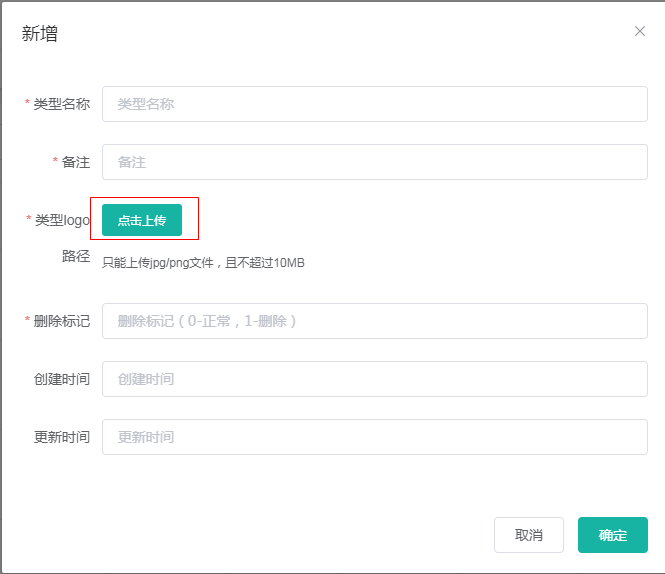 新增
* 类型名称 类型名称
* 备注 备注
* 类型logo 点击上传
路径 只能上传jpg/png文件，且不超过10MB
* 删除标记 删除标记（0-正常，1-删除）
创建时间 创建时间
更新时间 更新时间
取消 确定